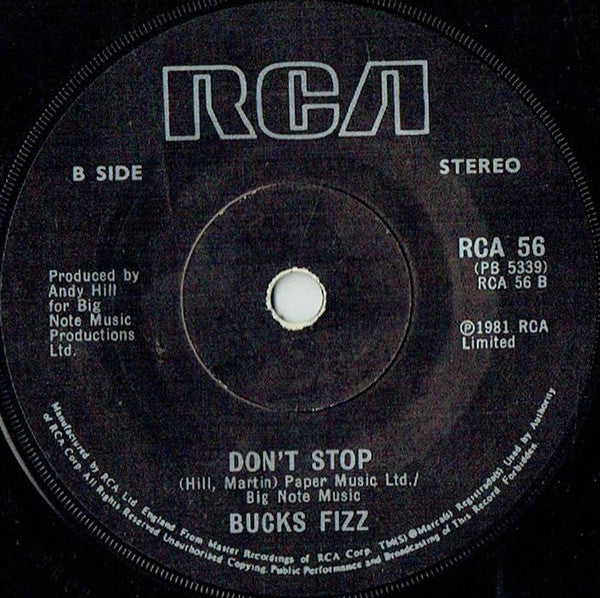 RCA
B SIDE
STEREO
RCA 56
(PB 5339)
RCA 56 B
Produced by
Andy Hill
for Big
Note Music
Productions
Ltd.
℗1981 RCA
Limited
DON'T STOP
(Hill, Martin) Paper Music Ltd./
Big Note Music
BUCKS FIZZ
Manufactured by RCA Ltd, England. From Master Recordings of RCA Corp. TM(S) ® Marca(s) Registrada(s) Used by Authority
of RCA Corp. All Rights Reserved Unauthorised Copying, Public Performance and Broadcasting of This Record Forbidden